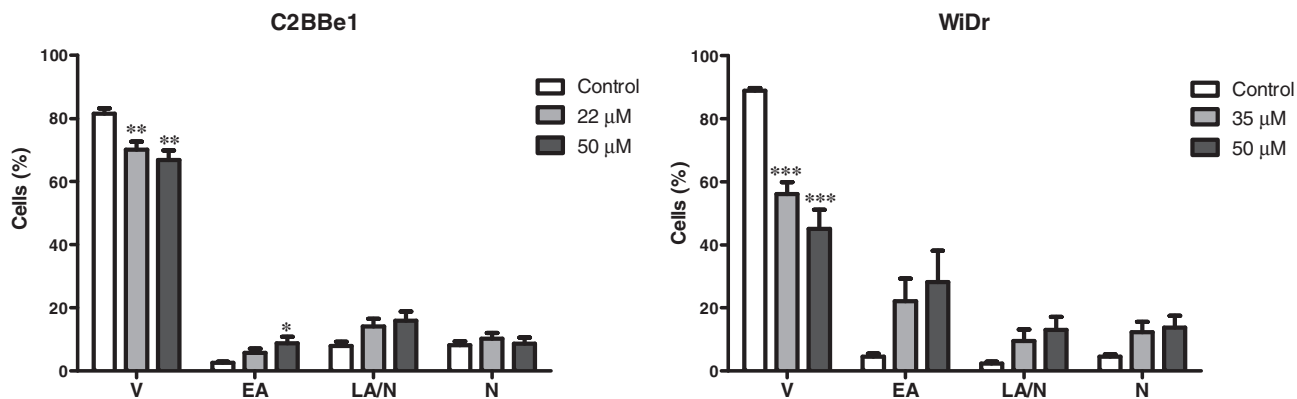 C2BBe1
Cells (%)
100
80
60
40
20
0
** **
*
V EA LA/N N
Control
22 μM
50 μM
WiDr
Cells (%)
100
80
60
40
20
0
***
***
V EA LA/N N
Control
35 μM
50 μM